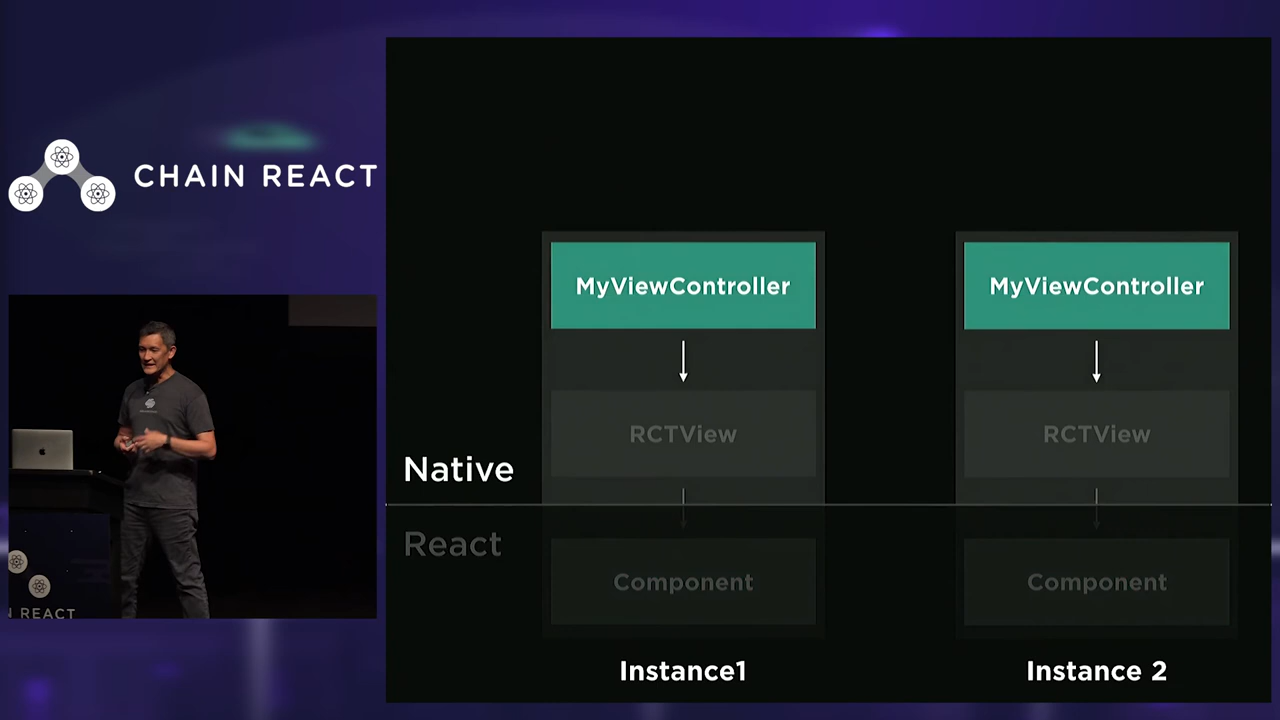 CHAIN REACT
MyViewController
MyViewController
RCTView
RCTView
Native
React
Component
Component
Instance1
Instance 2
N REACT